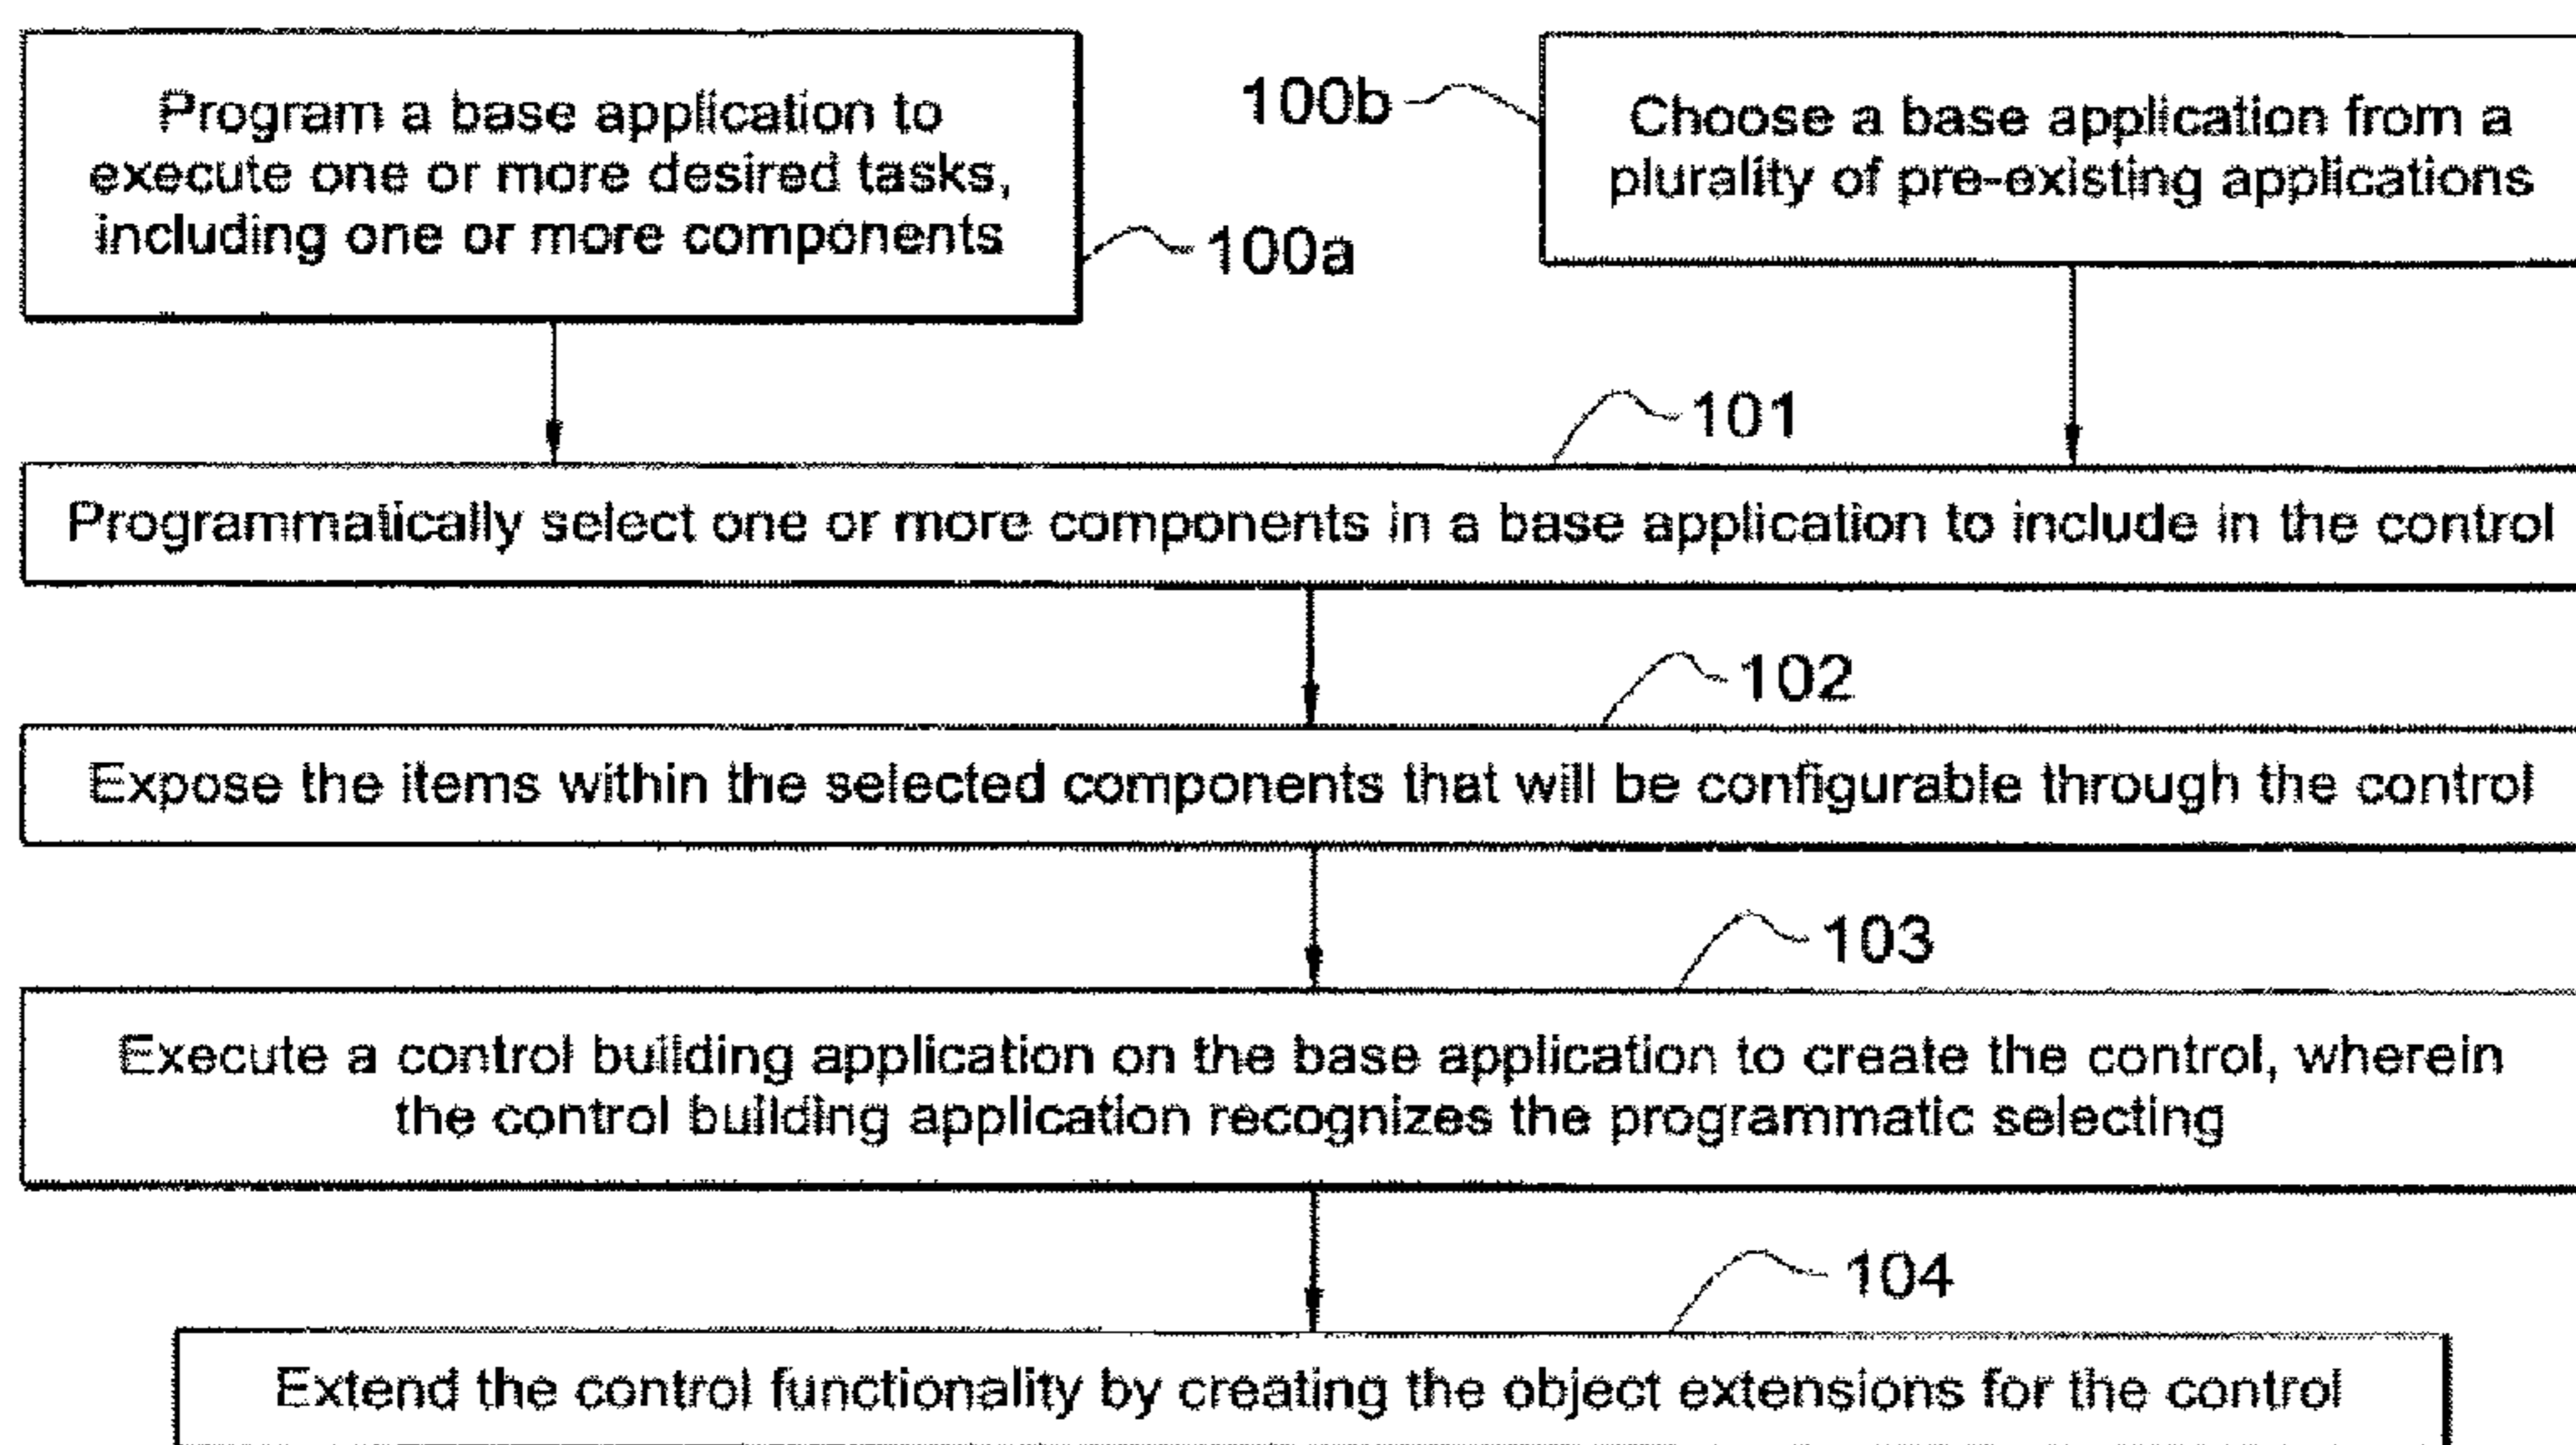 Program a base application to
execute one or more desired tasks,
including one or more components
100a
100b
Choose a base application from a
plurality of pre-existing applications
101
Programmatically select one or more components in a base application to include in the control
102
Expose the items within the selected components that will be configurable through the control
103
Execute a control building application on the base application to create the control, wherein
the control building application recognizes the programmatic selecting
104
Extend the control functionality by creating the object extensions for the control